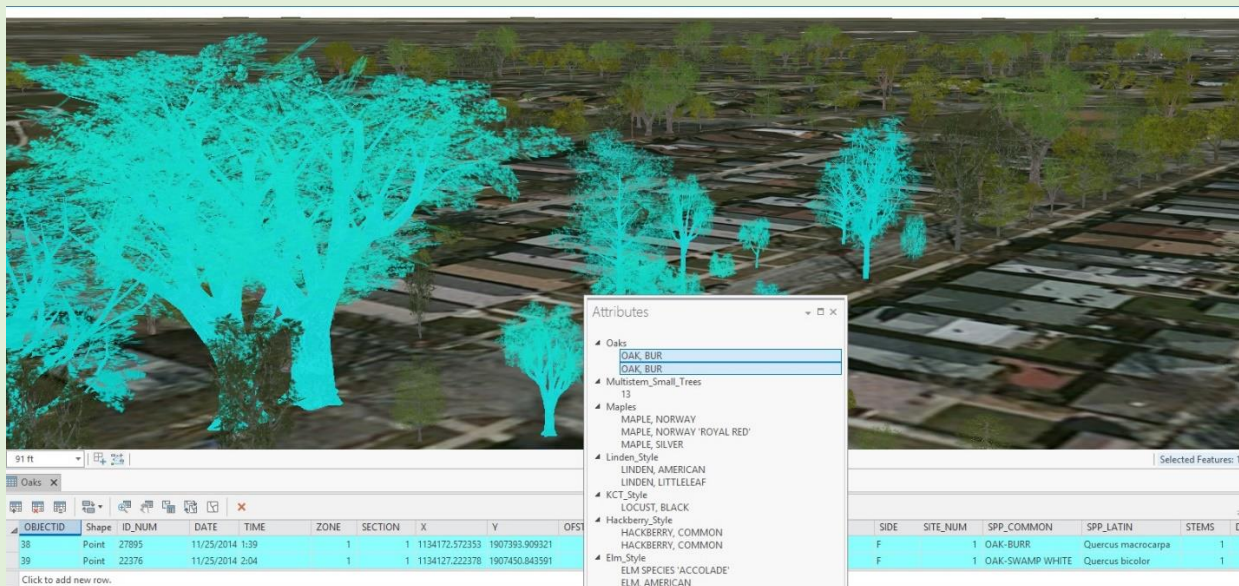 Attributes
Oaks
OAK, BUR
OAK, BUR
Multistem_Small_Trees
13
Maples
MAPLE, NORWAY
MAPLE, NORWAY 'ROYAL RED'
MAPLE, SILVER
Linden_Style
LINDEN, AMERICAN
LINDEN, LITTLELEAF
KCT_Style
LOCUST, BLACK
Hackberry_Style
HACKBERRY, COMMON
HACKBERRY, COMMON
Elm_Style
ELM SPECIES 'ACCOLADE'
ELM, AMERICAN
91 ft
Selected Features: 1
Oaks
OBJECTID Shape ID_NUM DATE TIME ZONE SECTION X Y OFST SIDE SITE_NUM SPP_COMMON SPP_LATIN STEMS D
38 Point 27895 11/25/2014 1:39 1 1 1134172.572353 1907393.909321 F 1 OAK-BURR Quercus macrocarpa 1
39 Point 22376 11/25/2014 2:04 1 1 1134127.222378 1907450.843591 F 1 OAK-SWAMP WHITE Quercus bicolor 1
Click to add new row.